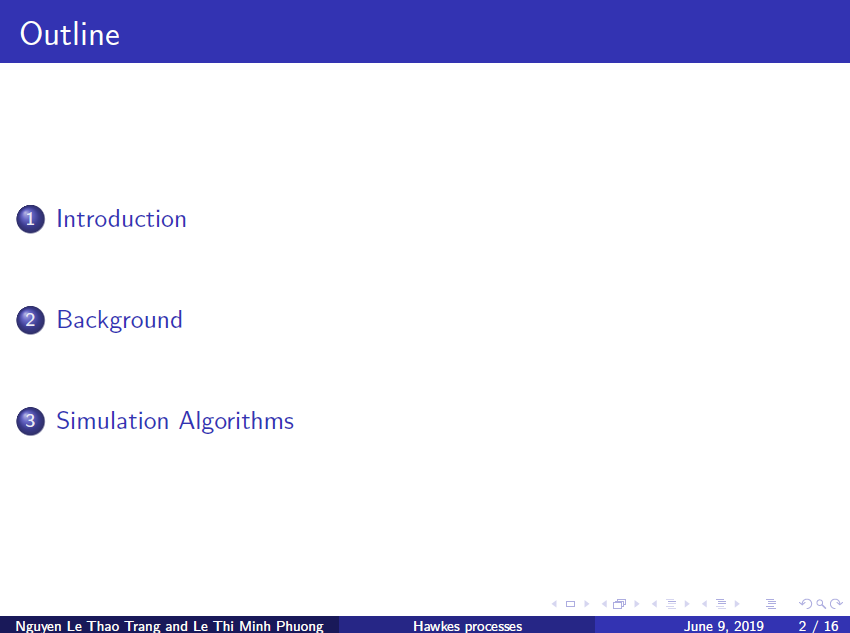 Outline
1 Introduction
2 Background
3 Simulation Algorithms
Nguyen Le Thao Trang and Le Thi Minh Phuong Hawkes processes June 9, 2019 2 / 16